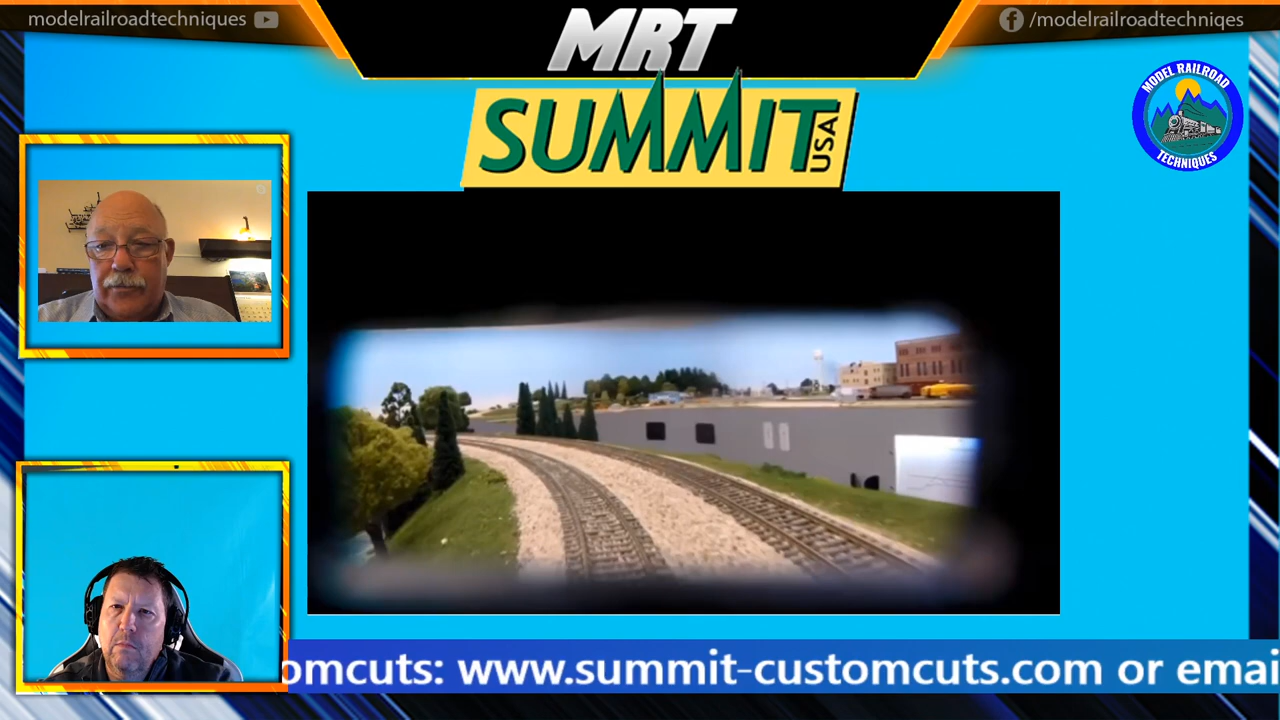 modelrailroadtechniques
MRT
/modelrailroadtechniqes
SUMMIT
USA
MODEL RAILROAD
TECHNIQUES
omcuts: www.summit-customcuts.com or emai